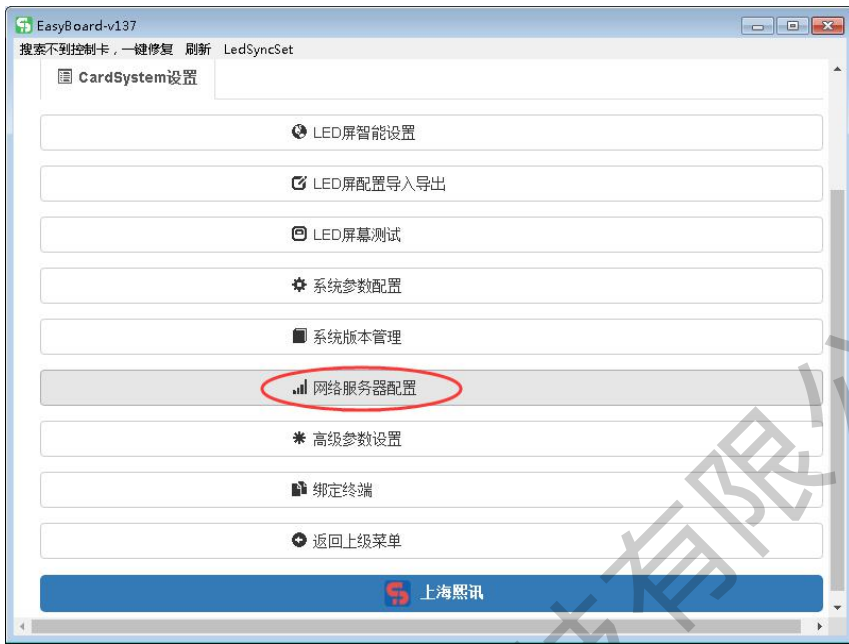 EasyBoard-v137
搜索不到控制卡，一键修复 刷新 LedSyncSet
CardSystem设置
LED屏智能设置
LED屏配置导入导出
LED屏幕测试
系统参数配置
系统版本管理
网络服务器配置
高级参数设置
绑定终端
返回上级菜单
上海熙讯
技有限公